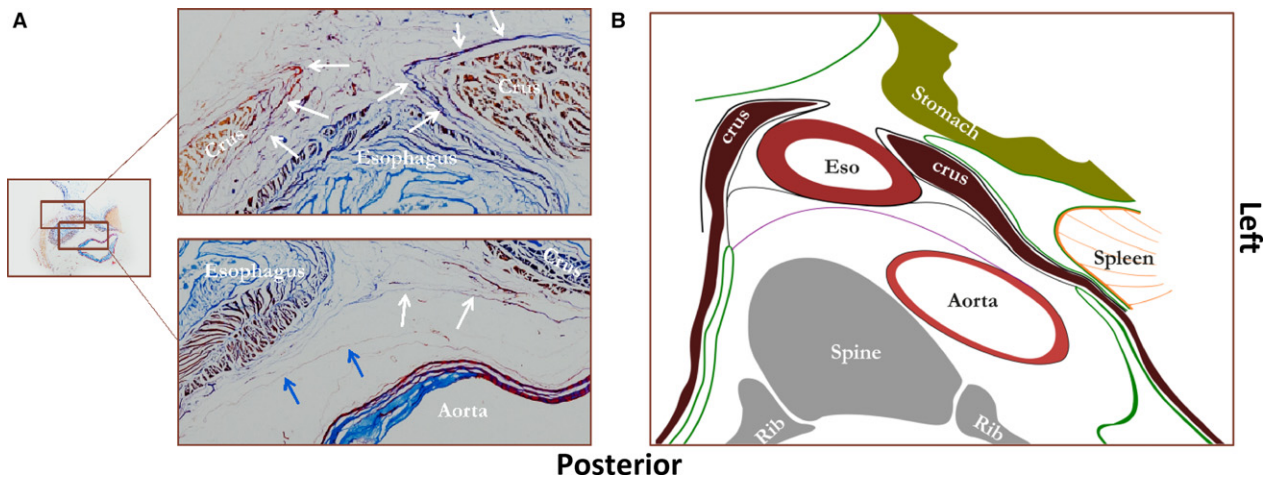 A
Crus
Crus
Esophagus
Esophagus
Crus
Aorta
B
Stomach
crus
Eso
crus
Spleen
Aorta
Spine
Rib
Rib
Left
Posterior